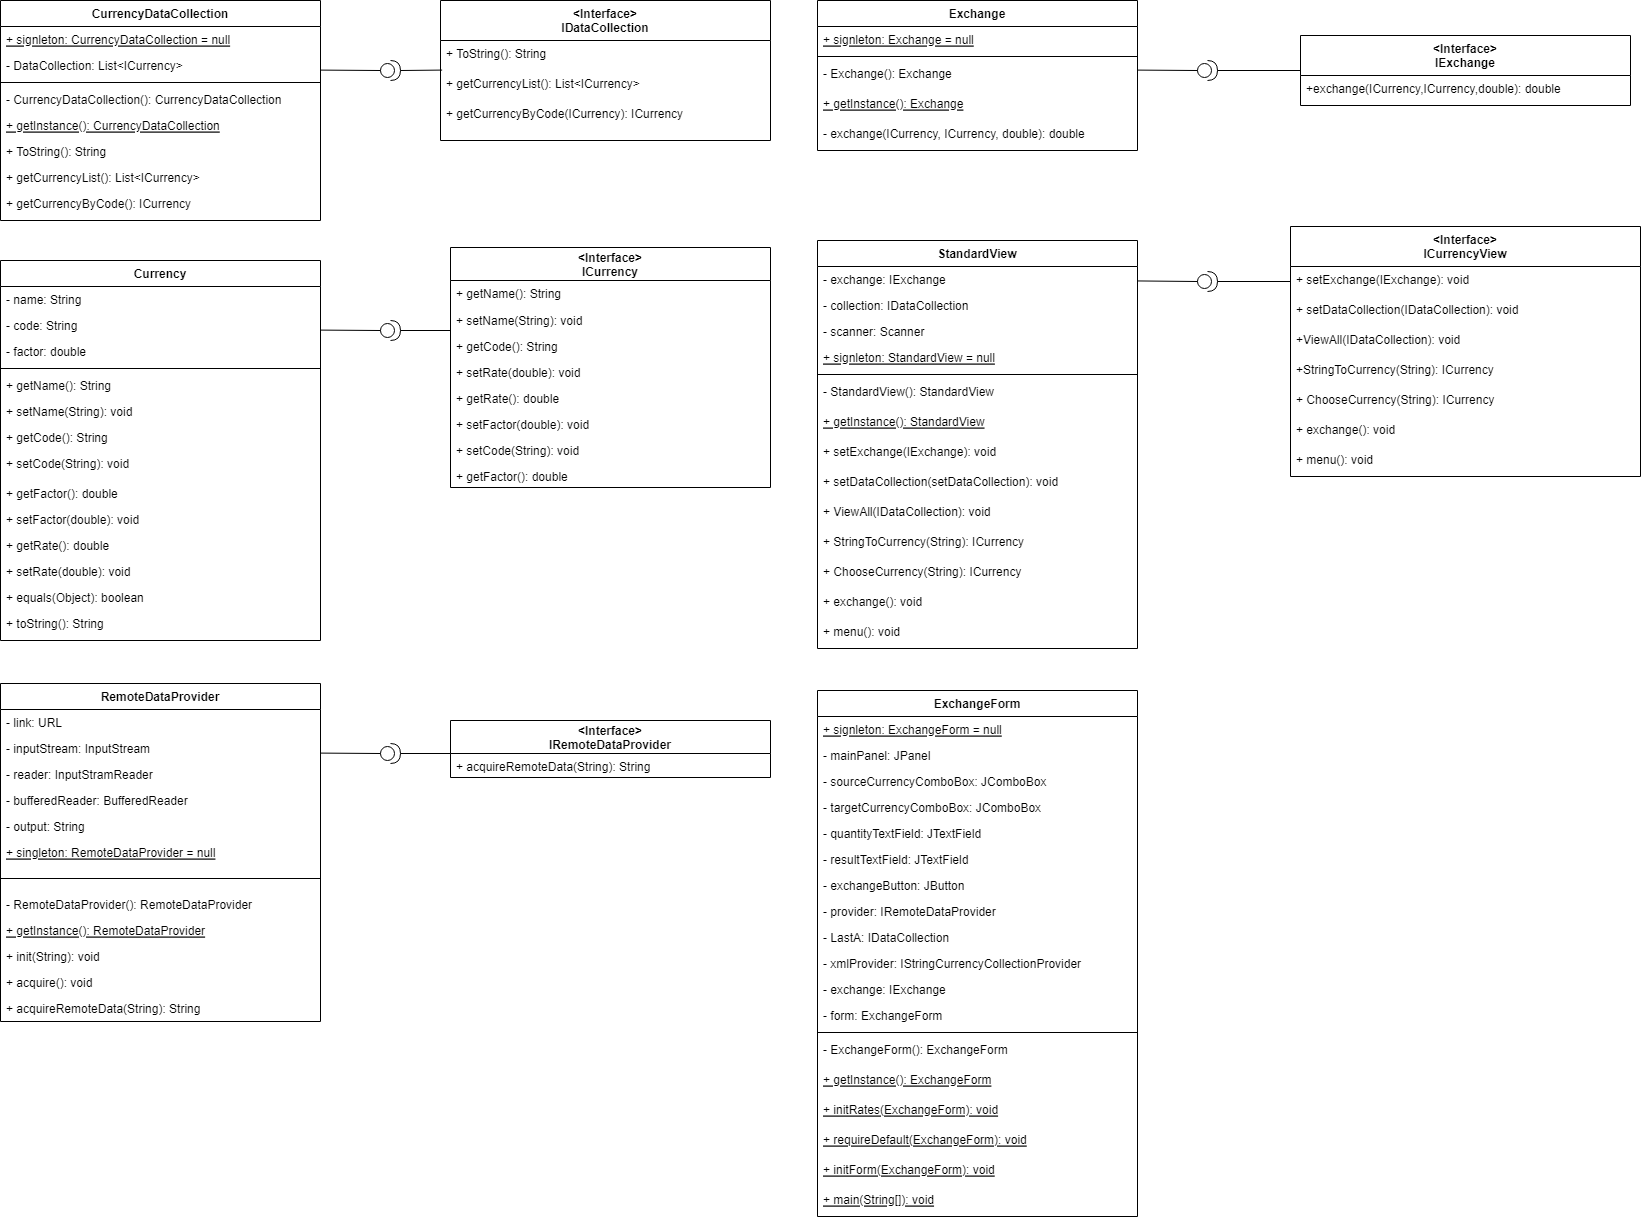 CurrencyDataCollection
+ signleton: CurrencyDataCollection = null
- DataCollection: List<ICurrency>
- CurrencyDataCollection(): CurrencyDataCollection
+ getInstance(): CurrencyDataCollection
+ ToString(): String
+ getCurrencyList(): List<ICurrency>
+ getCurrencyByCode(): ICurrency
<Interface>
IDataCollection
+ ToString(): String
+ getCurrencyList(): List<ICurrency>
+ getCurrencyByCode(ICurrency): ICurrency
Exchange
+ signleton: Exchange = null
- Exchange(): Exchange
+ getInstance(): Exchange
- exchange(ICurrency, ICurrency, double): double
<Interface>
IExchange
+exchange(ICurrency,ICurrency,double): double
Currency
- name: String
- code: String
- factor: double
+ getName(): String
+ setName(String): void
+ getCode(): String
+ setCode(String): void
+ getFactor(): double
+ setFactor(double): void
+ getRate(): double
+ setRate(double): void
+ equals(Object): boolean
+ toString(): String
<Interface>
ICurrency
+ getName(): String
+ setName(String): void
+ getCode(): String
+ setRate(double): void
+ getRate(): double
+ setFactor(double): void
+ setCode(String): void
+ getFactor(): double
StandardView
- exchange: IExchange
- collection: IDataCollection
- scanner: Scanner
+ signleton: StandardView = null
- StandardView(): StandardView
+ getInstance(): StandardView
+ setExchange(IExchange): void
+ setDataCollection(setDataCollection): void
+ ViewAll(IDataCollection): void
+ StringToCurrency(String): ICurrency
+ ChooseCurrency(String): ICurrency
+ exchange(): void
+ menu(): void
<Interface>
ICurrencyView
+ setExchange(IExchange): void
+ setDataCollection(IDataCollection): void
+ViewAll(IDataCollection): void
+StringToCurrency(String): ICurrency
+ ChooseCurrency(String): ICurrency
+ exchange(): void
+ menu(): void
RemoteDataProvider
- link: URL
- inputStream: InputStream
- reader: InputStramReader
- bufferedReader: BufferedReader
- output: String
+ singleton: RemoteDataProvider = null
- RemoteDataProvider(): RemoteDataProvider
+ getInstance(): RemoteDataProvider
+ init(String): void
+ acquire(): void
+ acquireRemoteData(String): String
<Interface>
IRemoteDataProvider
+ acquireRemoteData(String): String
ExchangeForm
+ signleton: ExchangeForm = null
- mainPanel: JPanel
- sourceCurrencyComboBox: JComboBox
- targetCurrencyComboBox: JComboBox
- quantityTextField: JTextField
- resultTextField: JTextField
- exchangeButton: JButton
- provider: IRemoteDataProvider
- LastA: IDataCollection
- xmlProvider: IStringCurrencyCollectionProvider
- exchange: IExchange
- form: ExchangeForm
- ExchangeForm(): ExchangeForm
+ getInstance(): ExchangeForm
+ initRates(ExchangeForm): void
+ requireDefault(ExchangeForm): void
+ initForm(ExchangeForm): void
+ main(String[]): void